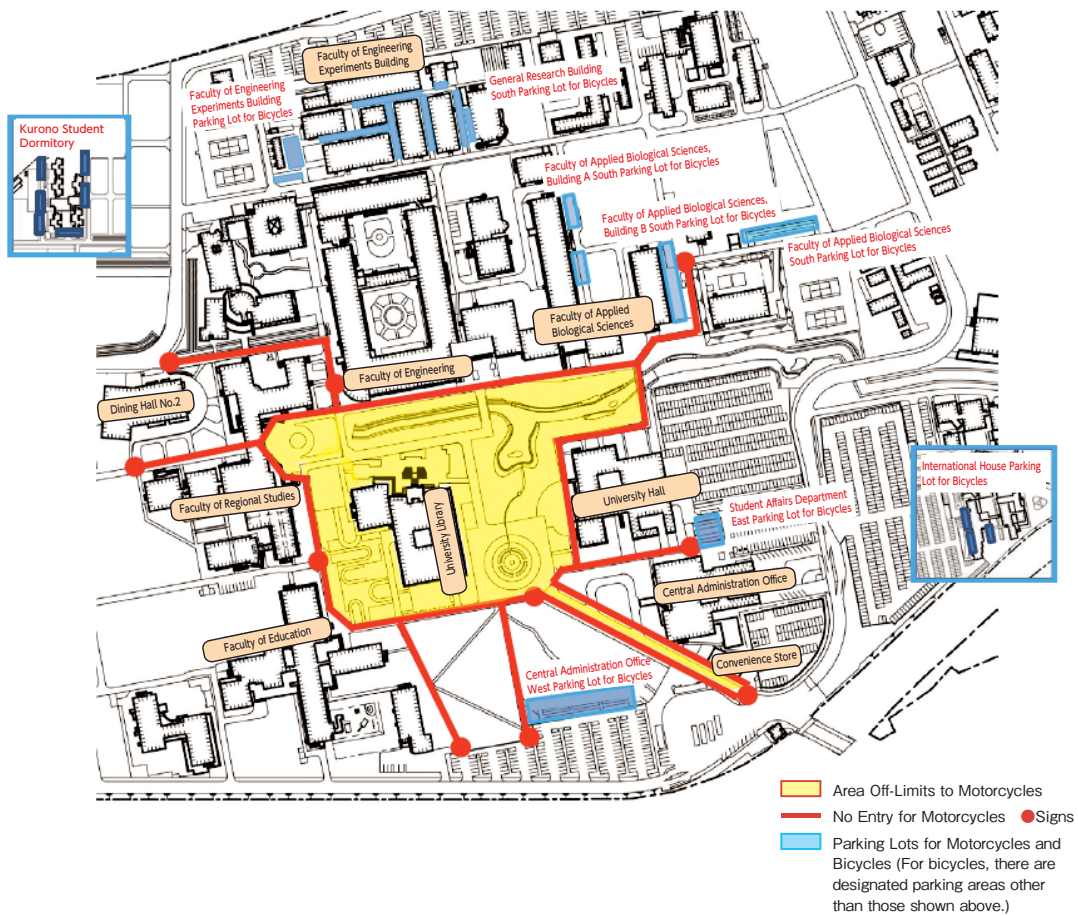 Faculty of Engineering
Experiments Building
Faculty of Engineering
Experiments Building
Parking Lot for Bicycles
General Research Building
South Parking Lot for Bicycles
Kurono Student
Dormitory
Faculty of Applied Biological Sciences,
Building A South Parking Lot for Bicycles
Faculty of Applied Biological Sciences,
Building B South Parking Lot for Bicycles
Faculty of Applied Biological Sciences
South Parking Lot for Bicycles
Faculty of Applied
Biological Sciences
Faculty of Engineering
Dining Hall No.2
Faculty of Regional Studies
University Library
University Hall
Student Affairs Department
East Parking Lot for Bicycles
International House Parking
Lot for Bicycles
Central Administration Office
Faculty of Education
Convenience Store
Central Administration Office
West Parking Lot for Bicycles
Area Off-Limits to Motorcycles
No Entry for Motorcycles
Signs
Parking Lots for Motorcycles and
Bicycles (For bicycles, there are
designated parking areas other
than those shown above.)